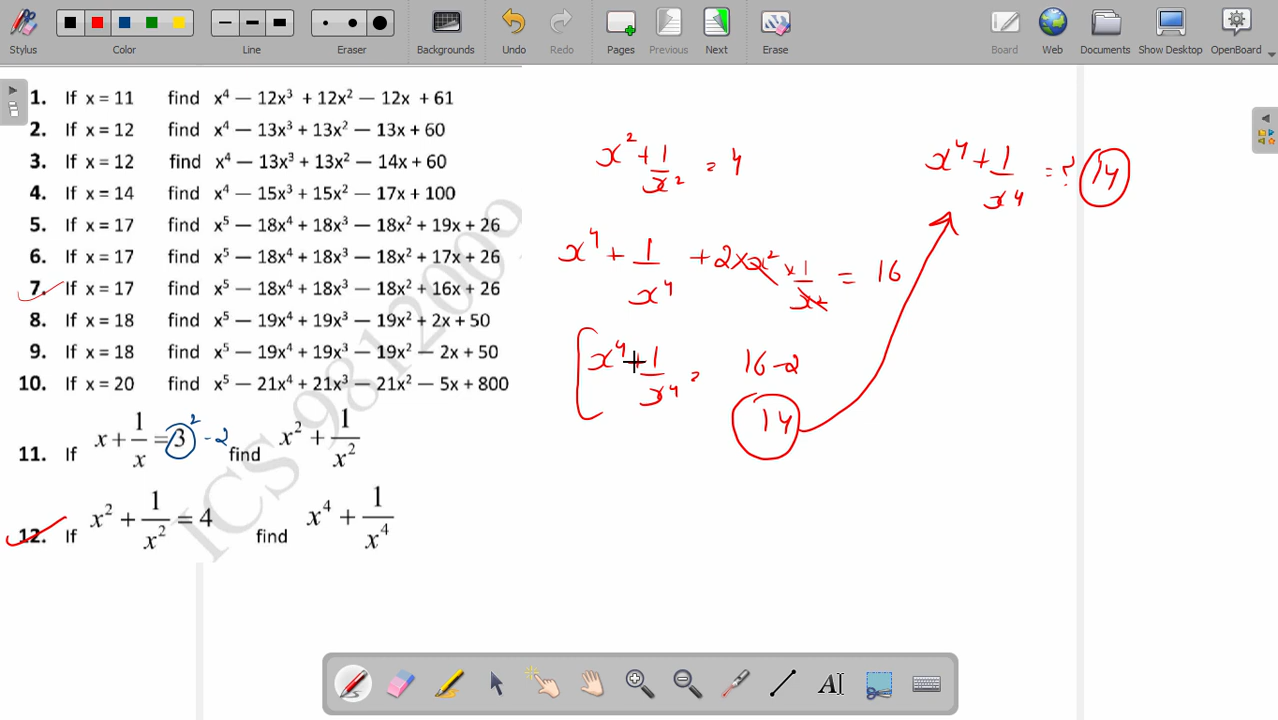 Stylus Color Line Eraser Backgrounds Undo Redo Pages Previous Next Erase Board Web Documents Show Desktop OpenBoard
1. If x = 11 find x⁴ — 12x³ + 12x² — 12x + 61
2. If x = 12 find x⁴ — 13x³ + 13x² — 13x + 60
3. If x = 12 find x⁴ — 13x³ + 13x² — 14x + 60
4. If x = 14 find x⁴ — 15x³ + 15x² — 17x + 100
5. If x = 17 find x⁵ — 18x⁴ + 18x³ — 18x² + 19x + 26
6. If x = 17 find x⁵ — 18x⁴ + 18x³ — 18x² + 17x + 26
7. If x = 17 find x⁵ — 18x⁴ + 18x³ — 18x² + 16x + 26
8. If x = 18 find x⁵ — 19x⁴ + 19x³ — 19x² + 2x + 50
9. If x = 18 find x⁵ — 19x⁴ + 19x³ — 19x² — 2x + 50
10. If x = 20 find x⁵ — 21x⁴ + 21x³ — 21x² — 5x + 800
11. If x + 1/x = 3² - 2 find x² + 1/x²
12. If x² + 1/x² = 4 find x⁴ + 1/x⁴
x² + 1/x² = 4
x⁴ + 1/x⁴ = ? 14
x⁴ + 1/x⁴ + 2 × x² × 1/x² = 16
x⁴ + 1/x⁴ = 16 - 2
14
AI